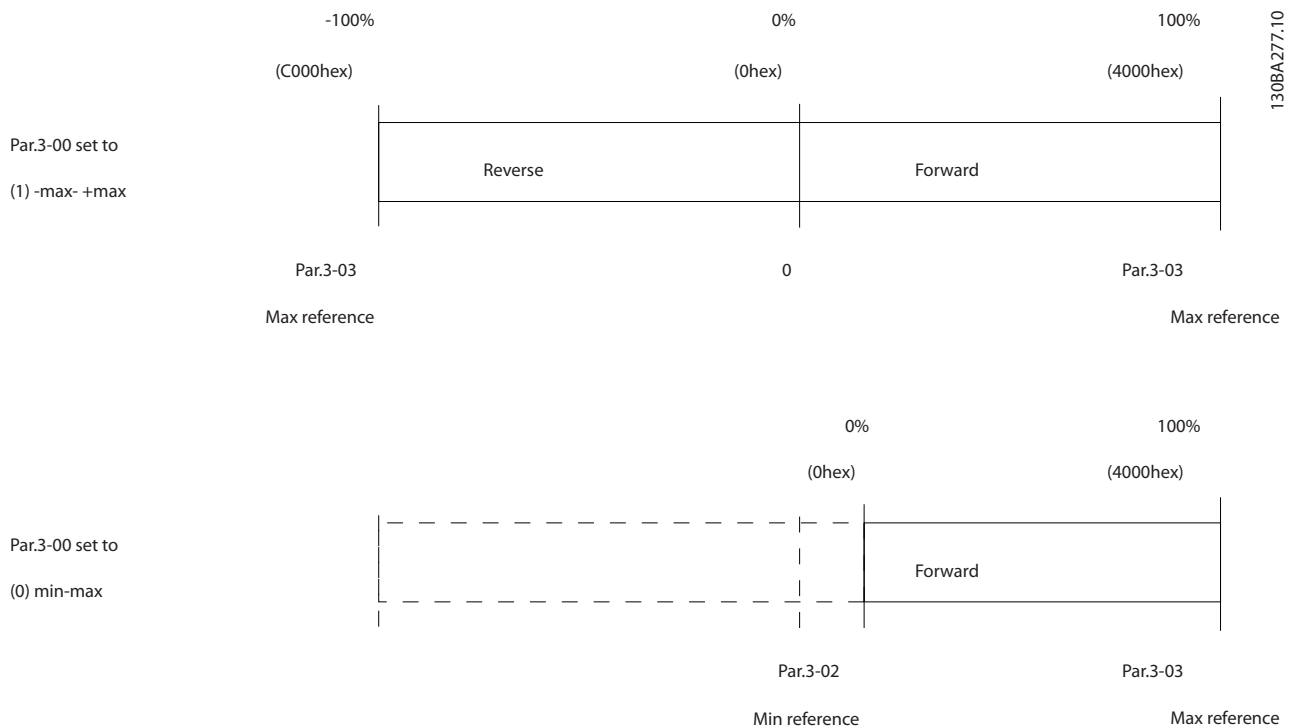 -100% 0% 100%
(C000hex) (0hex) (4000hex)
130BA277.10
Par.3-00 set to
(1) -max- +max
Reverse Forward
Par.3-03 0 Par.3-03
Max reference Max reference
0% 100%
(0hex) (4000hex)
Par.3-00 set to
(0) min-max
Forward
Par.3-02 Par.3-03
Min reference Max reference